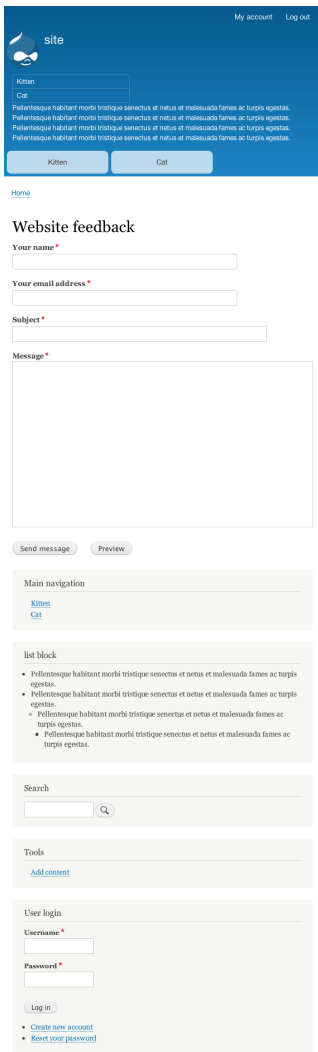 My account Log out
site
Kitten
Cat
Pellentesque habitant morbi tristique senectus et netus et malesuada fames ac turpis egestas.
Pellentesque habitant morbi tristique senectus et netus et malesuada fames ac turpis egestas.
Pellentesque habitant morbi tristique senectus et netus et malesuada fames ac turpis egestas.
Pellentesque habitant morbi tristique senectus et netus et malesuada fames ac turpis egestas.
Kitten Cat
Home
Website feedback
Your name *
Your email address *
Subject *
Message *
Send message Preview
Main navigation
Kitten
Cat
list block
Pellentesque habitant morbi tristique senectus et netus et malesuada fames ac turpis
egestas.
Pellentesque habitant morbi tristique senectus et netus et malesuada fames ac turpis
egestas.
Pellentesque habitant morbi tristique senectus et netus et malesuada fames ac
turpis egestas.
Pellentesque habitant morbi tristique senectus et netus et malesuada fames ac
turpis egestas.
Search
Tools
Add content
User login
Username *
Password *
Log in
Create new account
Reset your password